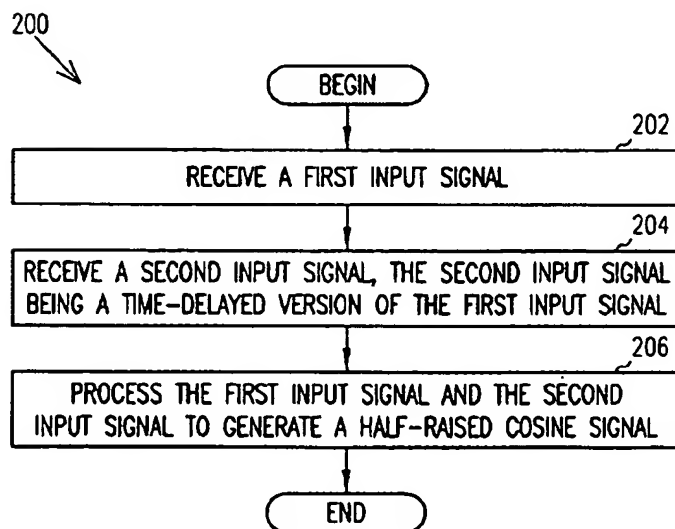 200
BEGIN
202
RECEIVE A FIRST INPUT SIGNAL
204
RECEIVE A SECOND INPUT SIGNAL, THE SECOND INPUT SIGNAL
BEING A TIME-DELAYED VERSION OF THE FIRST INPUT SIGNAL
206
PROCESS THE FIRST INPUT SIGNAL AND THE SECOND
INPUT SIGNAL TO GENERATE A HALF-RAISED COSINE SIGNAL
END